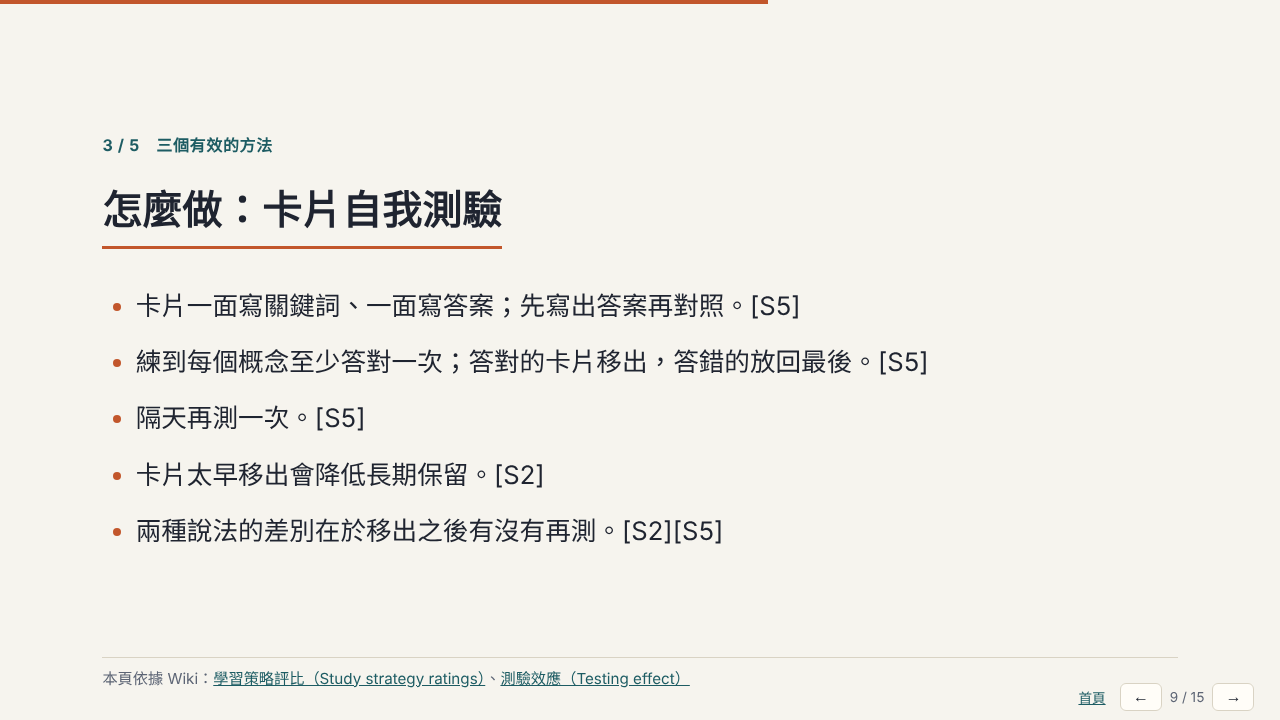 3 / 5　三個有效的方法
怎麼做：卡片自我測驗
卡片一面寫關鍵詞、一面寫答案；先寫出答案再對照。[S5]
練到每個概念至少答對一次；答對的卡片移出，答錯的放回最後。[S5]
隔天再測一次。[S5]
卡片太早移出會降低長期保留。[S2]
兩種說法的差別在於移出之後有沒有再測。[S2][S5]
本頁依據 Wiki：學習策略評比（Study strategy ratings）、測驗效應（Testing effect）
首頁 ← 9 / 15 →